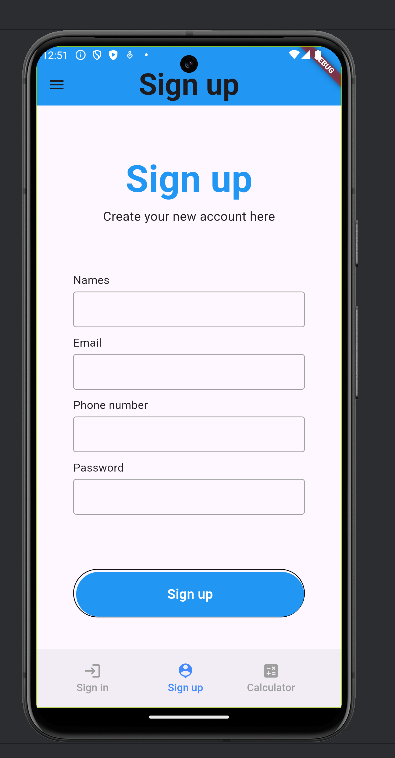 12:51
Sign up
Sign up
Create your new account here
Names
Email
Phone number
Password
Sign up
Sign in
Sign up
Calculator